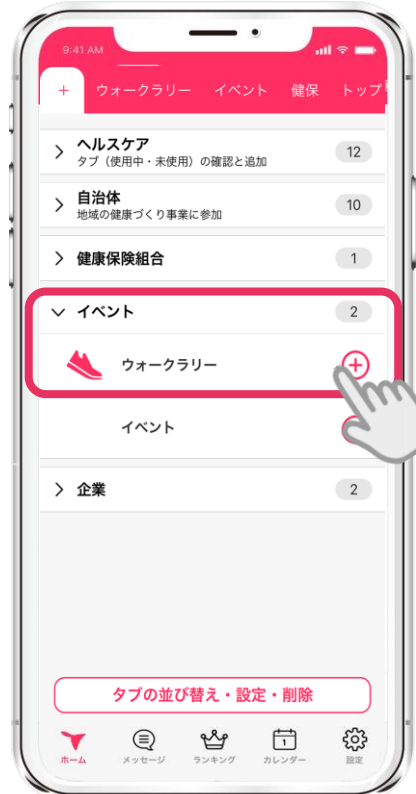 9:41 AM
+ ウォークラリー イベント 健保 トップ
ヘルスケア
タブ（使用中・未使用）の確認と追加
12
自治体
地域の健康づくり事業に参加
10
健康保険組合
1
イベント
2
ウォークラリー
イベント
企業
2
タブの並び替え・設定・削除
1
ホーム メッセージ ランキング カレンダー 設定